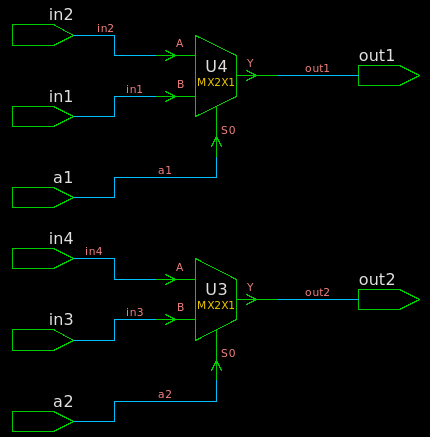 in2
in2
A
U4
MX2X1
Y
out1
out1
in1
in1
B
S0
a1
a1
in4
in4
A
U3
MX2X1
Y
out2
out2
in3
in3
B
S0
a2
a2